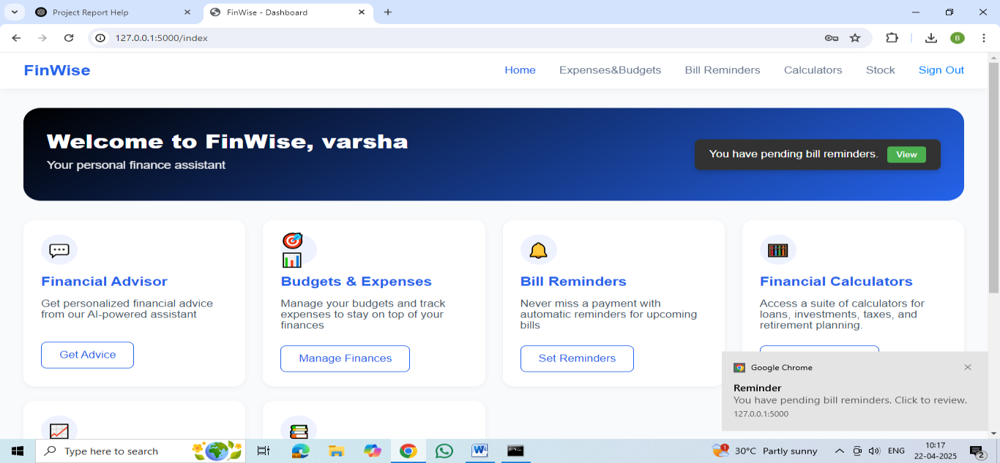 Project Report Help
FinWise - Dashboard
127.0.0.1:5000/index
B
FinWise
Home
Expenses&Budgets
Bill Reminders
Calculators
Stock
Sign Out
Welcome to FinWise, varsha
Your personal finance assistant
You have pending bill reminders.
View
Financial Advisor
Get personalized financial advice
from our AI-powered assistant
Get Advice
Budgets & Expenses
Manage your budgets and track
expenses to stay on top of your
finances
Manage Finances
Bill Reminders
Never miss a payment with
automatic reminders for upcoming
bills
Set Reminders
Financial Calculators
Access a suite of calculators for
loans, investments, taxes, and
retirement planning.
Google Chrome
Reminder
You have pending bill reminders. Click to review.
127.0.0.1:5000
Type here to search
1
30°C Partly sunny
ENG
10:17
22-04-2025
2